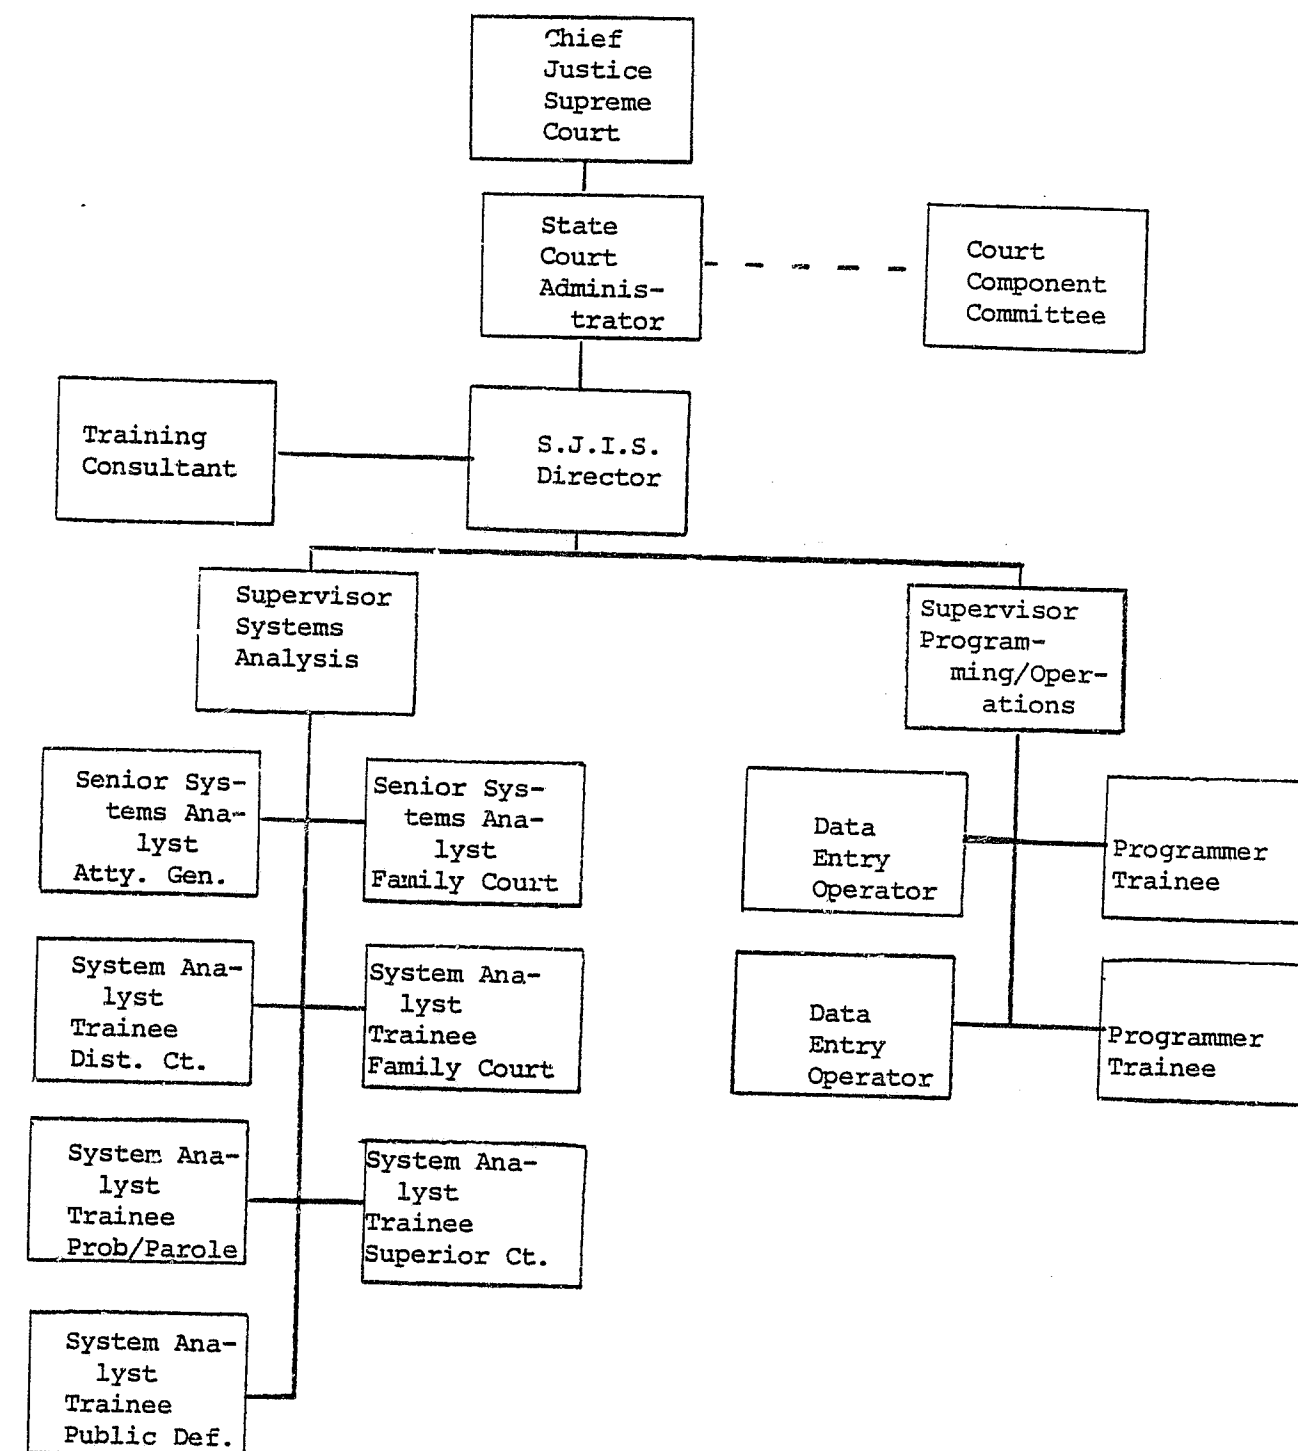 Chief
Justice
Supreme
Court
State
Court
Adminis-
trator
Court
Component
Committee
Training
Consultant
S.J.I.S.
Director
Supervisor
Systems
Analysis
Supervisor
Program-
ming/Oper-
ations
Senior Sys-
tems Ana-
lyst
Atty. Gen.
Senior Sys-
tems Ana-
lyst
Family Court
Data
Entry
Operator
Programmer
Trainee
System Ana-
lyst
Trainee
Dist. Ct.
System Ana-
lyst
Trainee
Family Court
Data
Entry
Operator
Programmer
Trainee
System Ana-
lyst
Trainee
Prob/Parole
System Ana-
lyst
Trainee
Superior Ct.
System Ana-
lyst
Trainee
Public Def.